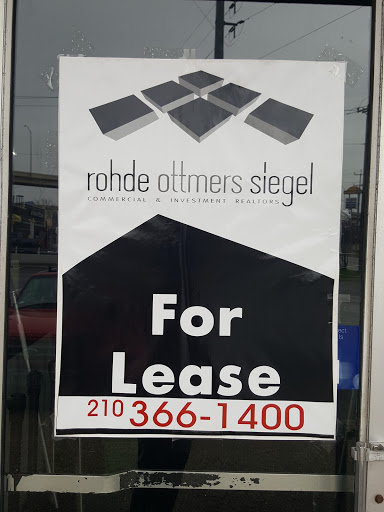 rohde ottmers siegel
COMMERCIAL & INVESTMENT REALTORS
For
Lease
210 366-1400